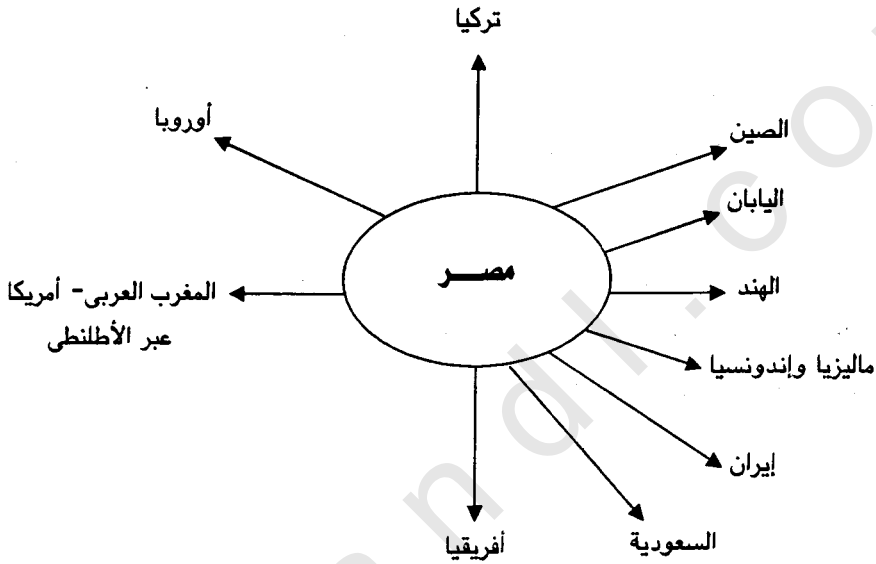 تركيا
أوروبا
الصين
اليابان
مصـــر
الهند
المغرب العربى - أمريكا
عبر الأطلنطى
ماليزيا وإندونسيا
إيران
السعودية
أفريقيا